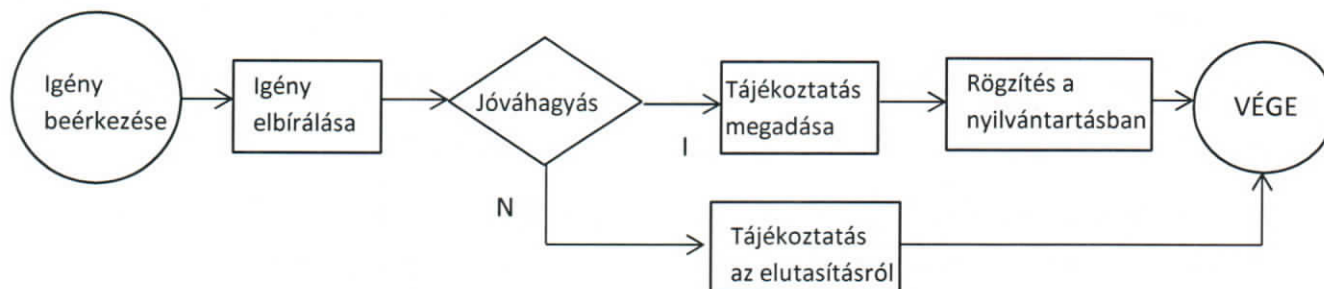 Igény
beérkezése
Igény
elbírálása
Jóváhagyás
I
Tájékoztatás
megadása
Rögzítés a
nyilvántartásban
VÉGE
N
Tájékoztatás
az elutasításról